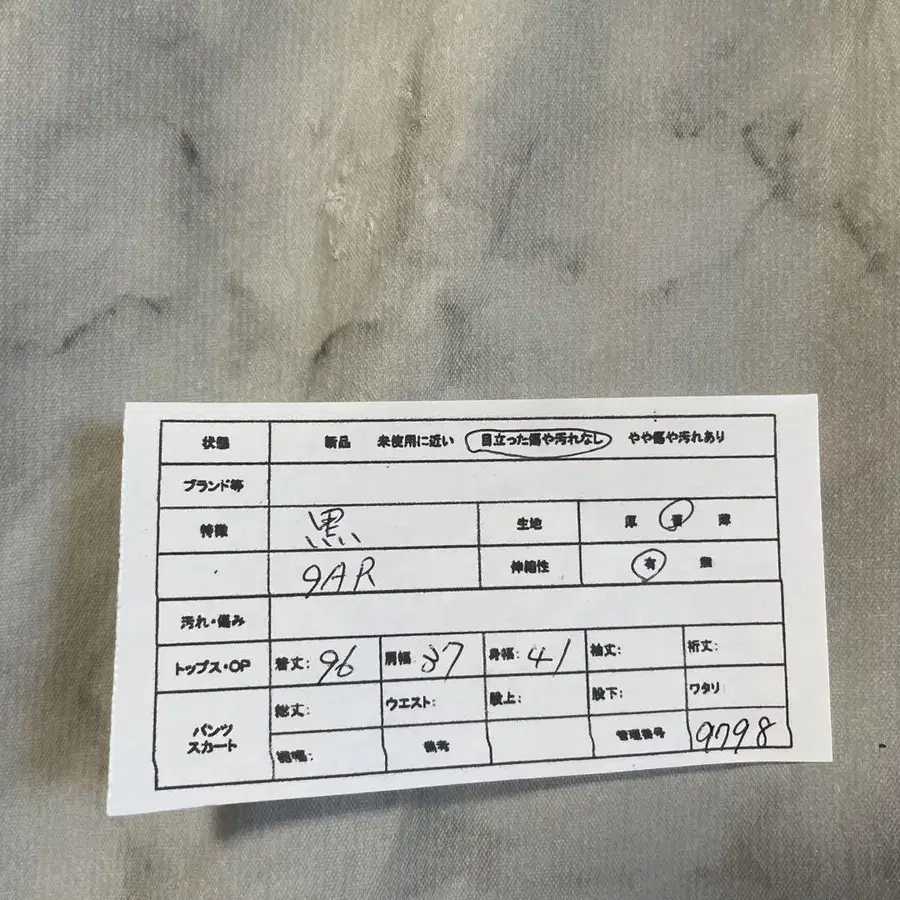 状態 新品 未使用に近い 目立った傷や汚れなし やや傷や汚れあり
ブランド等
特徴 黒 生地 厚 普 薄
9AR 伸縮性 有 無
汚れ・傷み
トップス・OP 着丈: 96 肩幅: 37 身幅: 41 袖丈: 裄丈:
パンツ スカート 総丈: ウエスト: 股上: 股下: ワタリ
裾幅: 備考 管理番号 9798